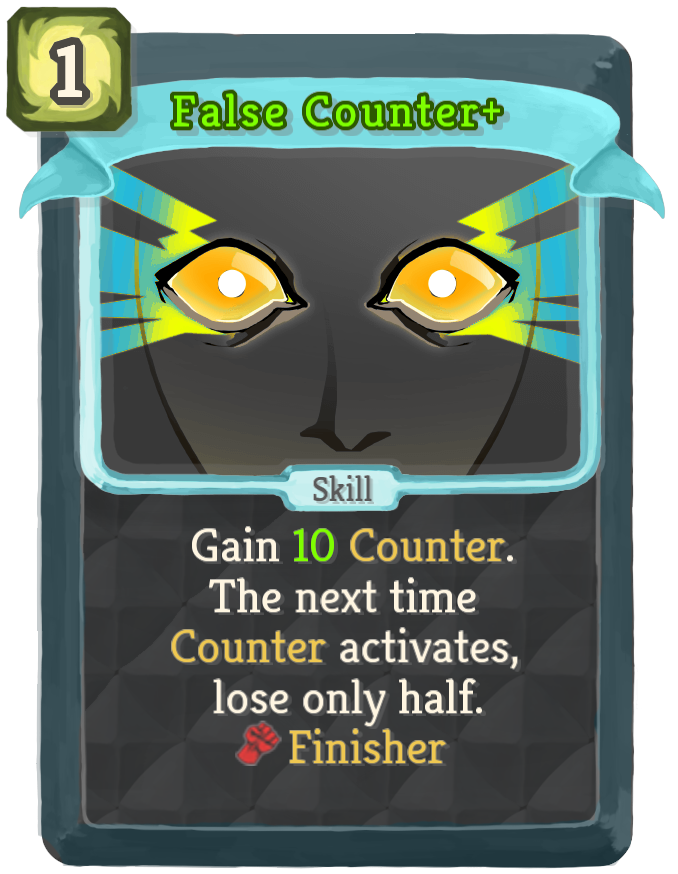 1
False Counter+
Skill
Gain 10 Counter.
The next time
Counter activates,
lose only half.
Finisher